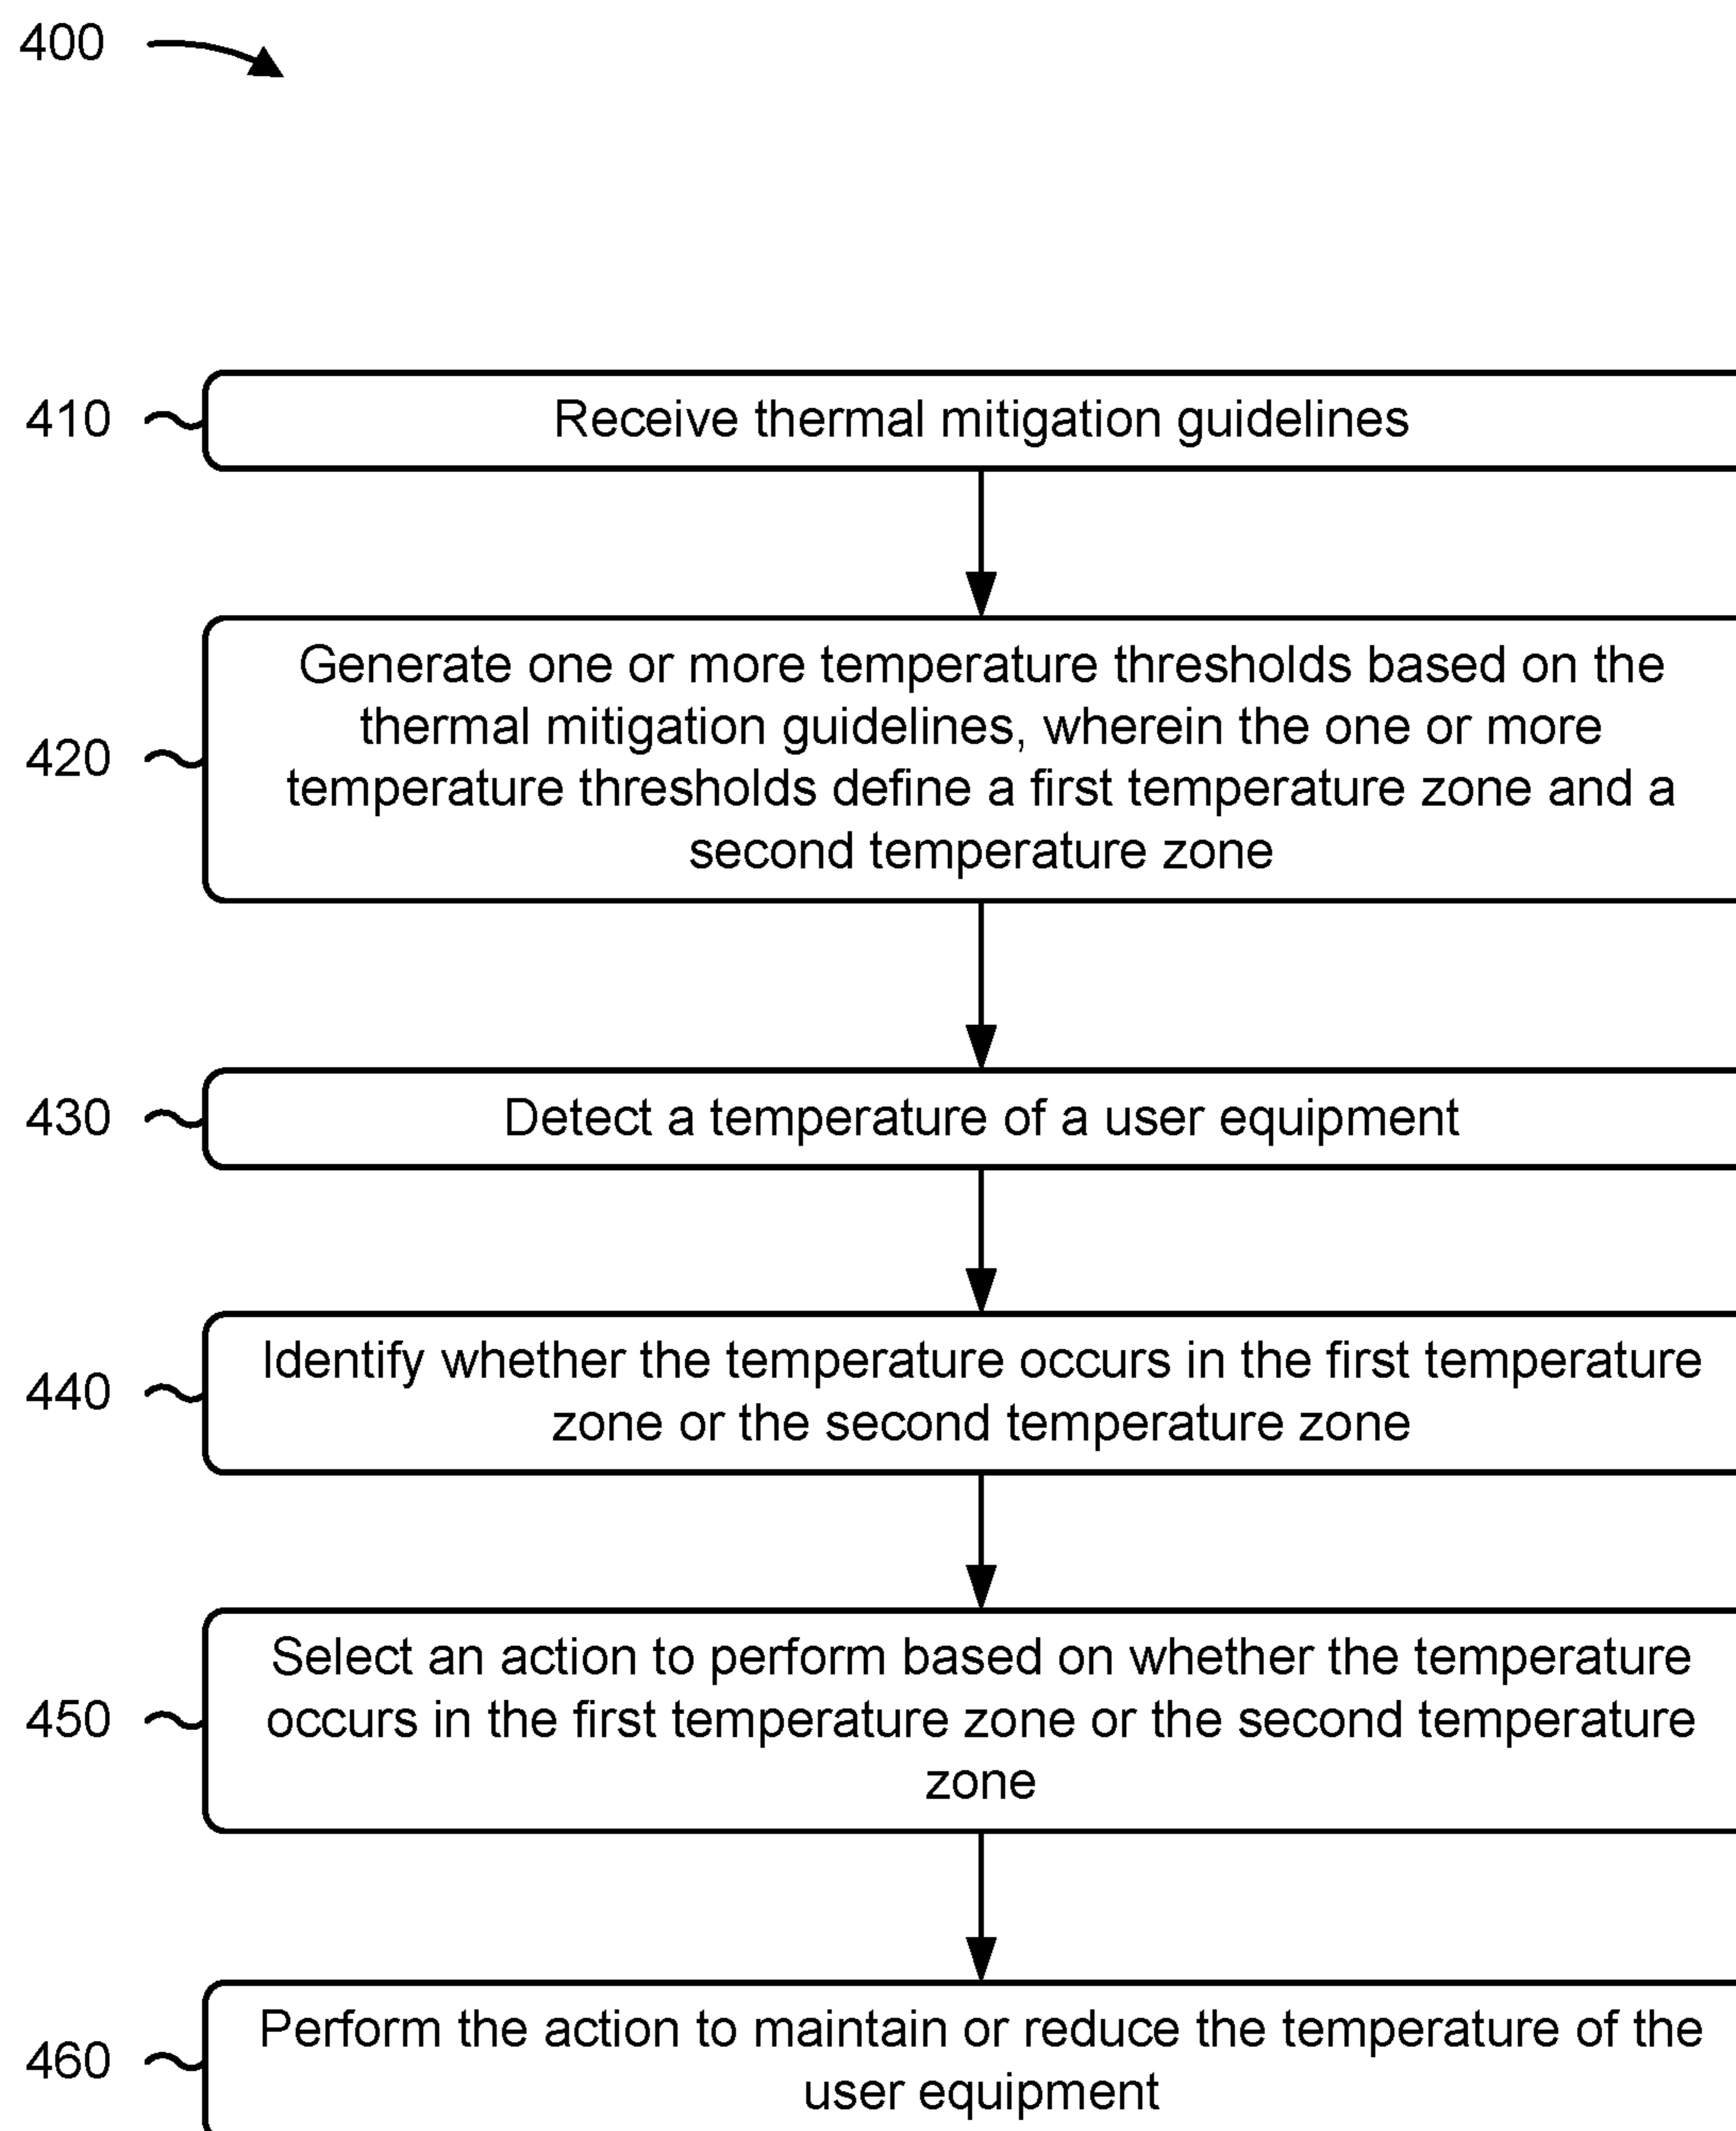 400
410
Receive thermal mitigation guidelines
Generate one or more temperature thresholds based on the
thermal mitigation guidelines, wherein the one or more
420
temperature thresholds define a first temperature zone and a
second temperature zone
430
Detect a temperature of a user equipment
Identify whether the temperature occurs in the first temperature
440
zone or the second temperature zone
Select an action to perform based on whether the temperature
450
occurs in the first temperature zone or the second temperature
zone
Perform the action to maintain or reduce the temperature of the
460
user equipment